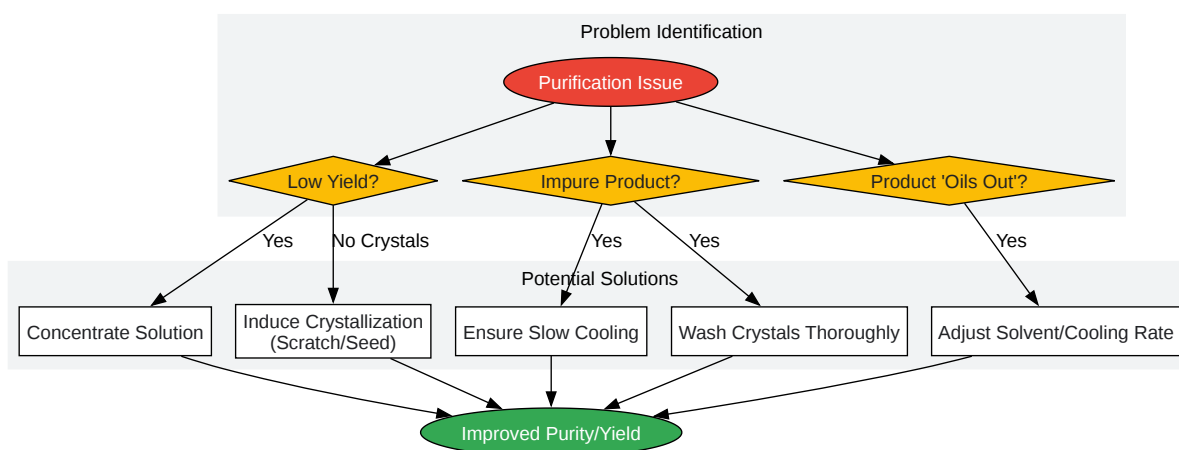 Problem Identification
Purification Issue
Low Yield?
Impure Product?
Product 'Oils Out'?
Yes
No Crystals
Yes
Yes
Yes
Potential Solutions
Concentrate Solution
Induce Crystallization
(Scratch/Seed)
Ensure Slow Cooling
Wash Crystals Thoroughly
Adjust Solvent/Cooling Rate
Improved Purity/Yield